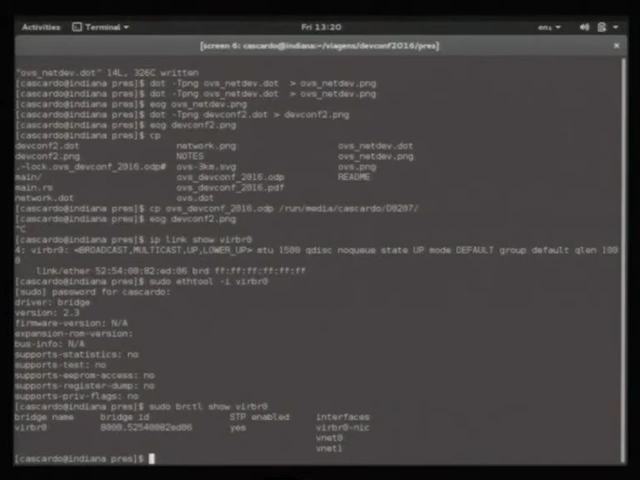 Activities Terminal Fri 13:20 en₁
[screen 6: cascardo@indiana:~/viagens/devconf2016/pres]
"ovs_netdev.dot" 14L, 326C written
[cascardo@indiana pres]$ dot -Tpng ovs_netdev.dot > ovs_netdev.png
[cascardo@indiana pres]$ dot -Tpng ovs_netdev.dot > ovs_netdev.png
[cascardo@indiana pres]$ eog ovs_netdev.png
[cascardo@indiana pres]$ dot -Tpng devconf2.dot > devconf2.png
[cascardo@indiana pres]$ eog devconf2.png
[cascardo@indiana pres]$ cp
devconf2.dot network.png ovs_netdev.dot
devconf2.png NOTES ovs_netdev.png
.~lock.ovs_devconf_2016.odp# ovs-3km.svg ovs.png
main/ ovs_devconf_2016.odp README
main.rs ovs_devconf_2016.pdf
network.dot ovs.dot
[cascardo@indiana pres]$ cp ovs_devconf_2016.odp /run/media/cascardo/D0207/
[cascardo@indiana pres]$ eog devconf2.png
^C
[cascardo@indiana pres]$ ip link show virbr0
4: virbr0: <BROADCAST,MULTICAST,UP,LOWER_UP> mtu 1500 qdisc noqueue state UP mode DEFAULT group default qlen 100
0
link/ether 52:54:00:82:ed:06 brd ff:ff:ff:ff:ff:ff
[cascardo@indiana pres]$ sudo ethtool -i virbr0
[sudo] password for cascardo:
driver: bridge
version: 2.3
firmware-version: N/A
expansion-rom-version:
bus-info: N/A
supports-statistics: no
supports-test: no
supports-eeprom-access: no
supports-register-dump: no
supports-priv-flags: no
[cascardo@indiana pres]$ sudo brctl show virbr0
bridge name bridge id STP enabled interfaces
virbr0 8000.52540082ed06 yes virbr0-nic
vnet0
vnet1
[cascardo@indiana pres]$